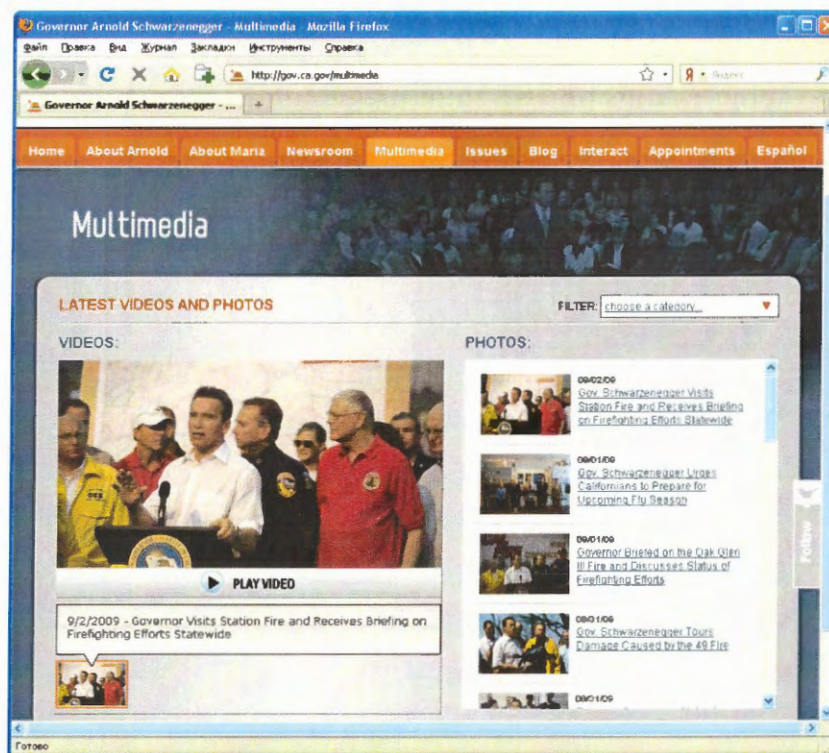 Governor Arnold Schwarzenegger - Multimedia - Mozilla Firefox
Файл Правка Вид Журнал Закладки Инструменты Справка
http://gov.ca.gov/multimedia
Я Яндекс
Governor Arnold Schwarzenegger - ... +
Home About Arnold About Maria Newsroom Multimedia Issues Blog Interact Appointments Español
Multimedia
LATEST VIDEOS AND PHOTOS
FILTER: choose a category...
VIDEOS:
PHOTOS:
09/02/09
Gov. Schwarzenegger Visits
Station Fire and Receives Briefing
on Firefighting Efforts Statewide
09/01/09
Gov. Schwarzenegger Urges
Californians to Prepare for
Upcoming Flu Season
09/01/09
Governor Briefed on the Oak Glen
III Fire and Discusses Status of
Firefighting Efforts
08/31/09
Gov. Schwarzenegger Tours
Damage Caused by the 49 Fire
08/31/09
Follow
PLAY VIDEO
9/2/2009 - Governor Visits Station Fire and Receives Briefing on
Firefighting Efforts Statewide
Готово